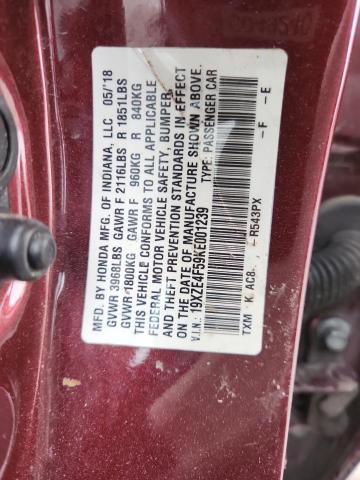 MFD. BY HONDA MFG. OF INDIANA, LLC 05/'18
GVWR 3968LBS GAWR F 2116LBS R 1851LBS
GVWR 1800KG GAWR F 960KG R 840KG
THIS VEHICLE CONFORMS TO ALL APPLICABLE
FEDERAL MOTOR VEHICLE SAFETY, BUMPER,
AND THEFT PREVENTION STANDARDS IN EFFECT
ON THE DATE OF MANUFACTURE SHOWN ABOVE.
V.I.N.: 19XZE4F59KE001239 TYPE: PASSENGER CAR
TXM K AC8 R543PX -F -E